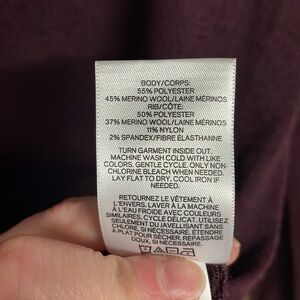 BODY/CORPS:
55% POLYESTER
45% MERINO WOOL/LAINE MÉRINOS
RIB/CÔTE:
50% POLYESTER
37% MERINO WOOL/LAINE MÉRINOS
11% NYLON
2% SPANDEX/FIBRE ÉLASTHANNE
TURN GARMENT INSIDE OUT.
MACHINE WASH COLD WITH LIKE
COLORS. GENTLE CYCLE. ONLY NON-
CHLORINE BLEACH WHEN NEEDED.
LAY FLAT TO DRY. COOL IRON IF
NEEDED.
RETOURNEZ LE VÊTEMENT À
L'ENVERS. LAVER À LA MACHINE
À L'EAU FROIDE AVEC COULEURS
SIMILAIRES. CYCLE DÉLICAT. UTILISEZ
SEULEMENT DU JAVELLISANT SANS
CHLORE, SI NÉCESSAIRE. ÉTENDRE À
PLAT POUR SÉCHER. REPASSAGE
DOUX, SI NÉCESSAIRE.